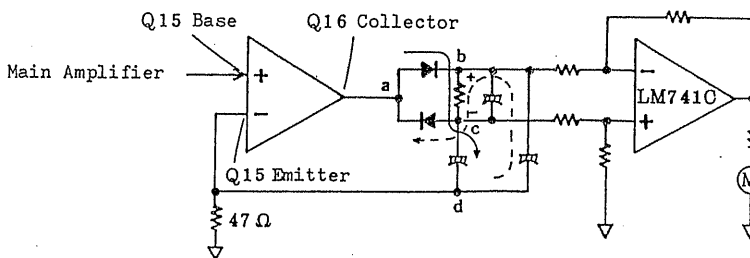 Q15 Base
Q16 Collector
Main Amplifier
+
−
a
b
+
−
c
d
Q15 Emitter
47 Ω
−
LM741C
+
M